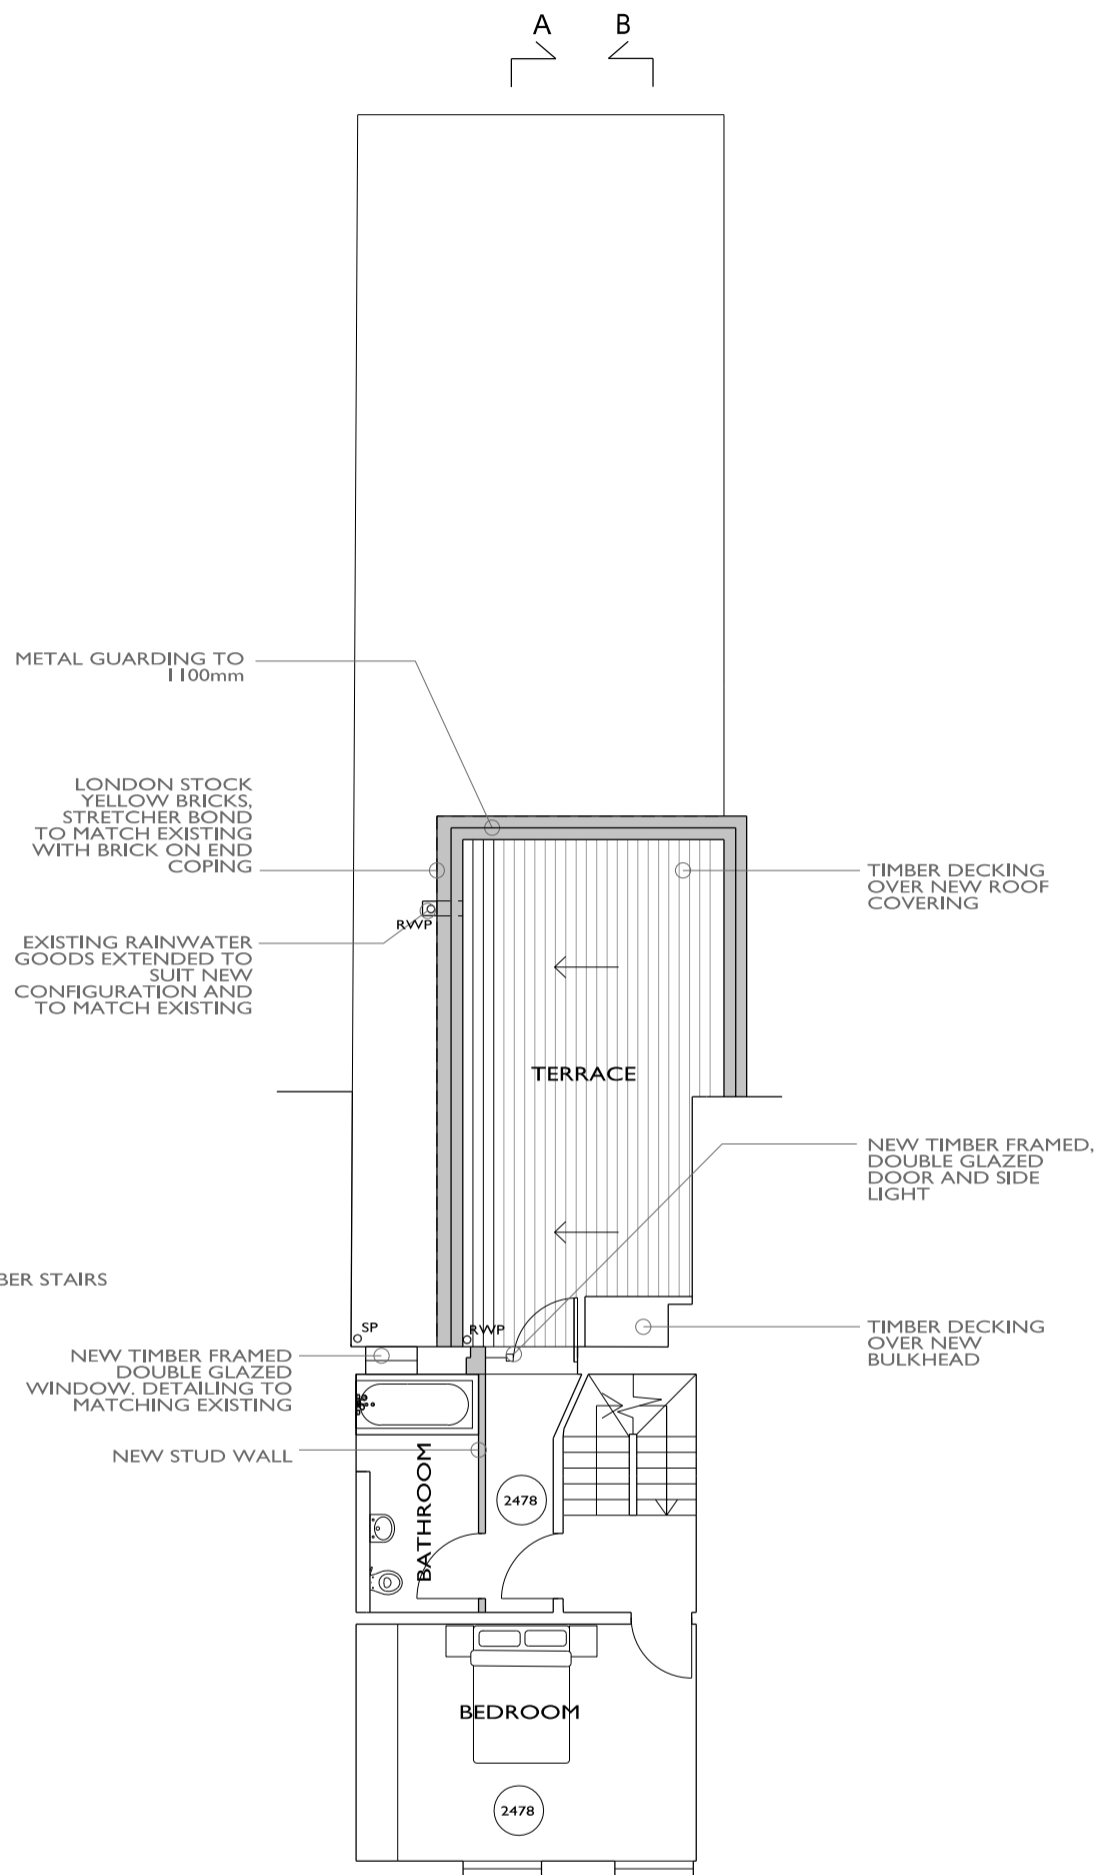 A B
METAL GUARDING TO
1100mm
LONDON STOCK
YELLOW BRICKS,
STRETCHER BOND
TO MATCH EXISTING
WITH BRICK ON END
COPING
TIMBER DECKING
OVER NEW ROOF
COVERING
RWP
EXISTING RAINWATER
GOODS EXTENDED TO
SUIT NEW
CONFIGURATION AND
TO MATCH EXISTING
TERRACE
NEW TIMBER FRAMED,
DOUBLE GLAZED
DOOR AND SIDE
LIGHT
BER STAIRS
SP
RWP
TIMBER DECKING
OVER NEW
BULKHEAD
NEW TIMBER FRAMED
DOUBLE GLAZED
WINDOW. DETAILING TO
MATCHING EXISTING
NEW STUD WALL
BATHROOM
2478
BEDROOM
2478